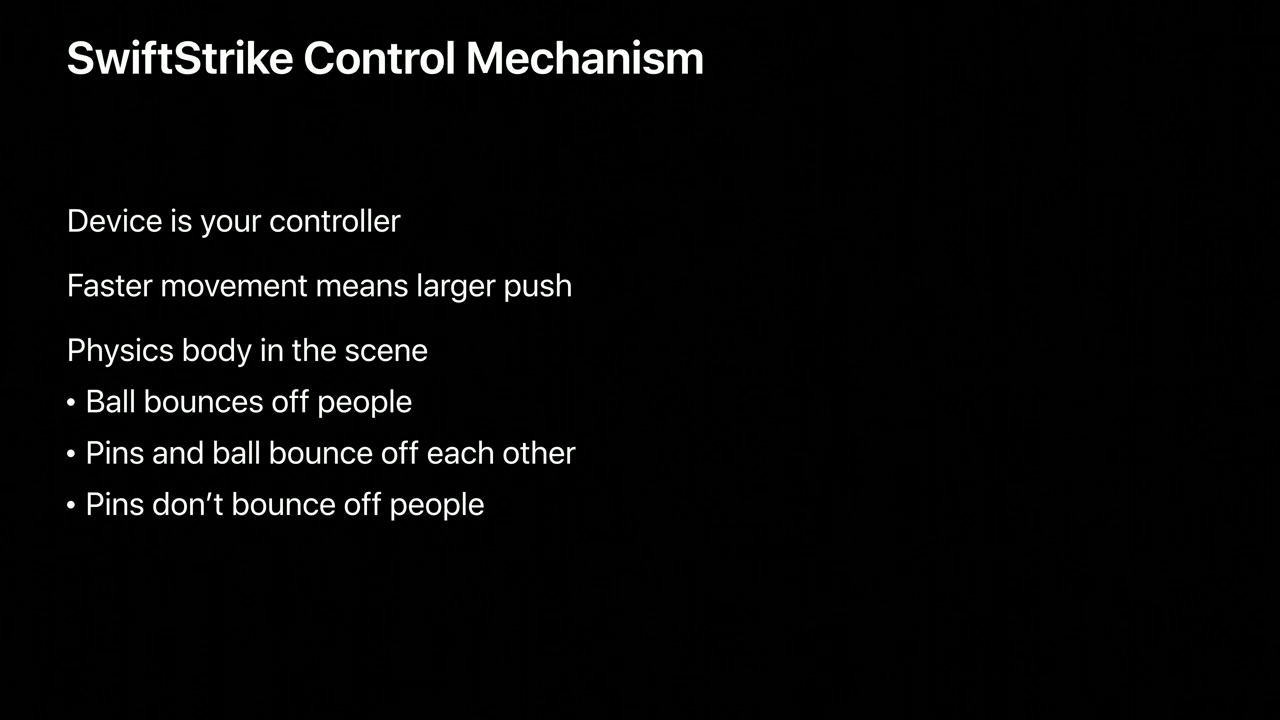 SwiftStrike Control Mechanism
Device is your controller
Faster movement means larger push
Physics body in the scene
• Ball bounces off people
• Pins and ball bounce off each other
• Pins don’t bounce off people